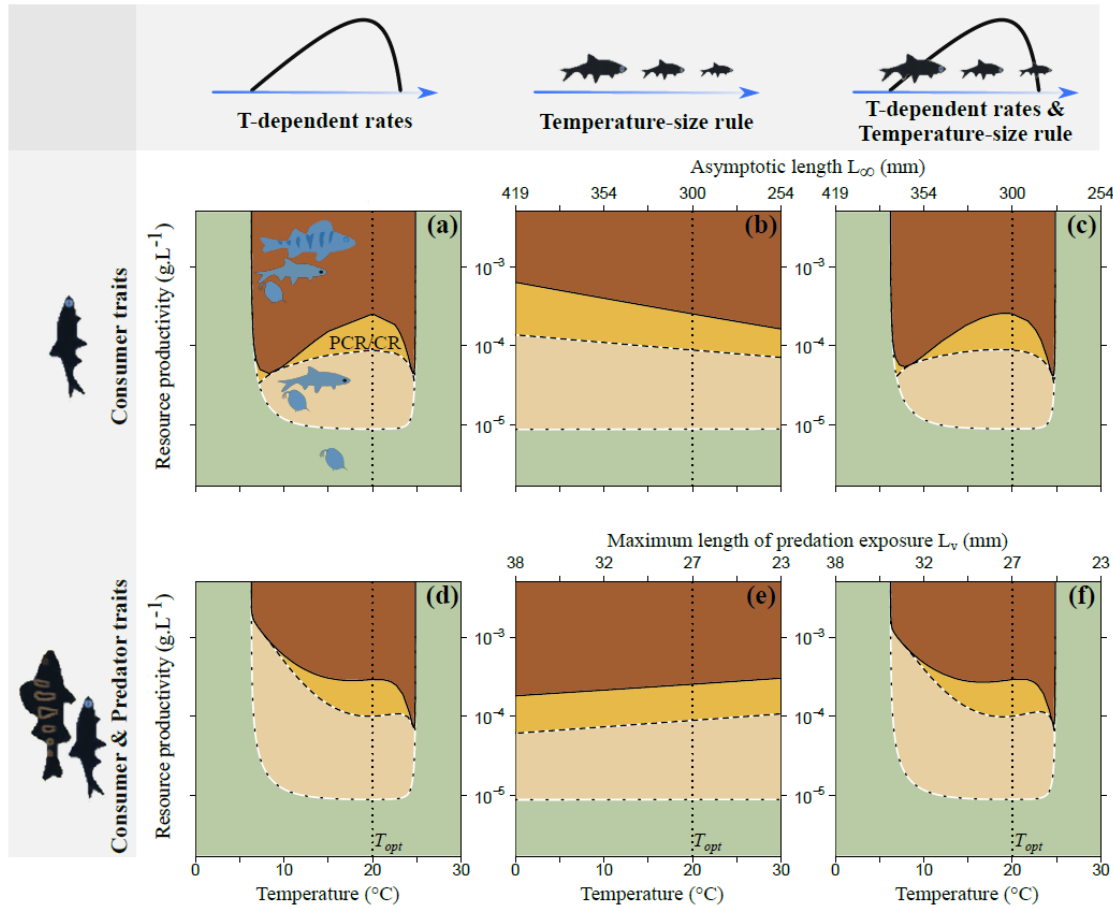 T-dependent rates
Temperature-size rule
T-dependent rates &
Temperature-size rule
Asymptotic length L∞ (mm)
419 354 300 254
419 354 300 254
Consumer traits
Resource productivity (g.L⁻¹)
(a)
PCR/CR
10⁻³
10⁻⁴
10⁻⁵
(b)
10⁻³
10⁻⁴
10⁻⁵
(c)
Maximum length of predation exposure Lᵥ (mm)
38 32 27 23
38 32 27 23
Consumer & Predator traits
Resource productivity (g.L⁻¹)
(d)
Topt
10⁻³
10⁻⁴
10⁻⁵
(e)
Topt
10⁻³
10⁻⁴
10⁻⁵
(f)
Topt
0 10 20 30
0 10 20 30
0 10 20 30
Temperature (°C)
Temperature (°C)
Temperature (°C)